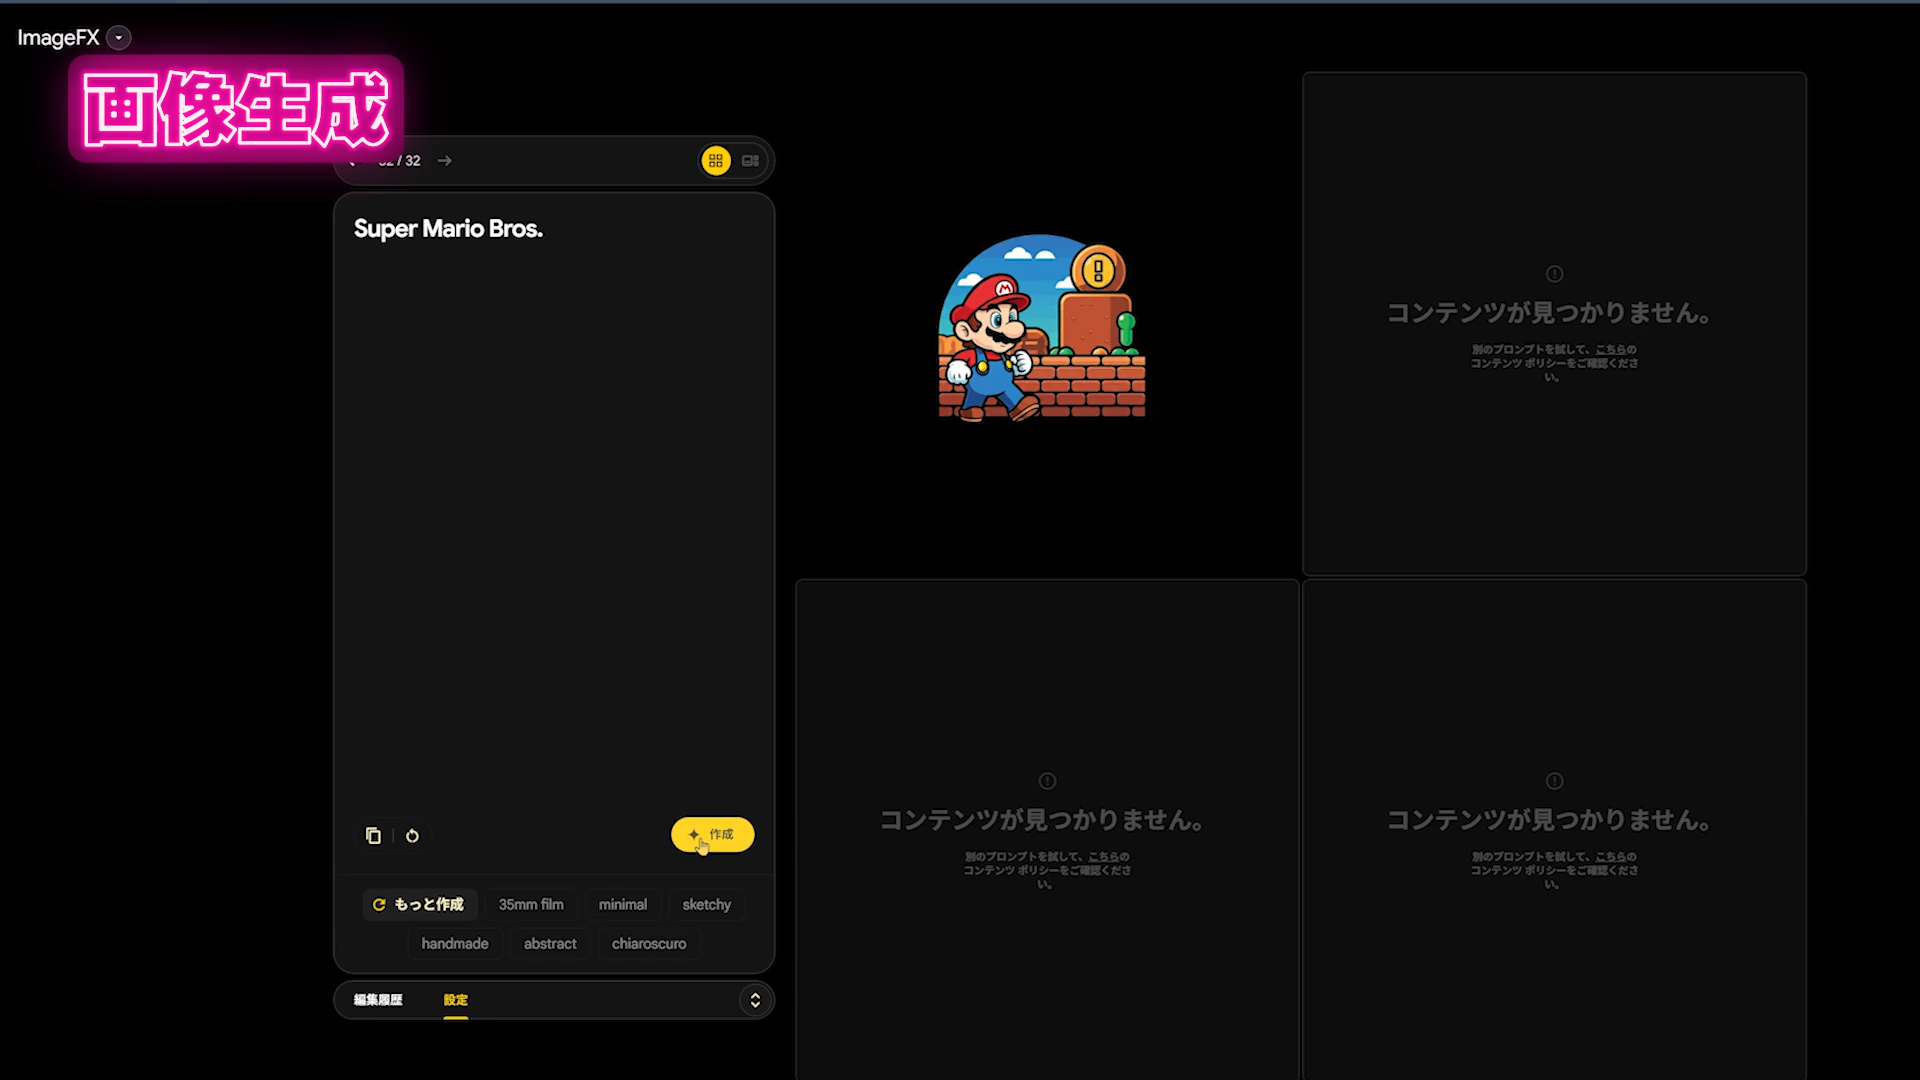 ImageFX
画像生成
/ 32
Super Mario Bros.
M
コンテンツが見つかりません。
別のプロンプトを試して、こちらの
コンテンツ ポリシーをご確認くださ
い。
コンテンツが見つかりません。
別のプロンプトを試して、こちらの
コンテンツ ポリシーをご確認くださ
い。
コンテンツが見つかりません。
別のプロンプトを試して、こちらの
コンテンツ ポリシーをご確認くださ
い。
作成
もっと作成
35mm film
minimal
sketchy
handmade
abstract
chiaroscuro
編集履歴
設定